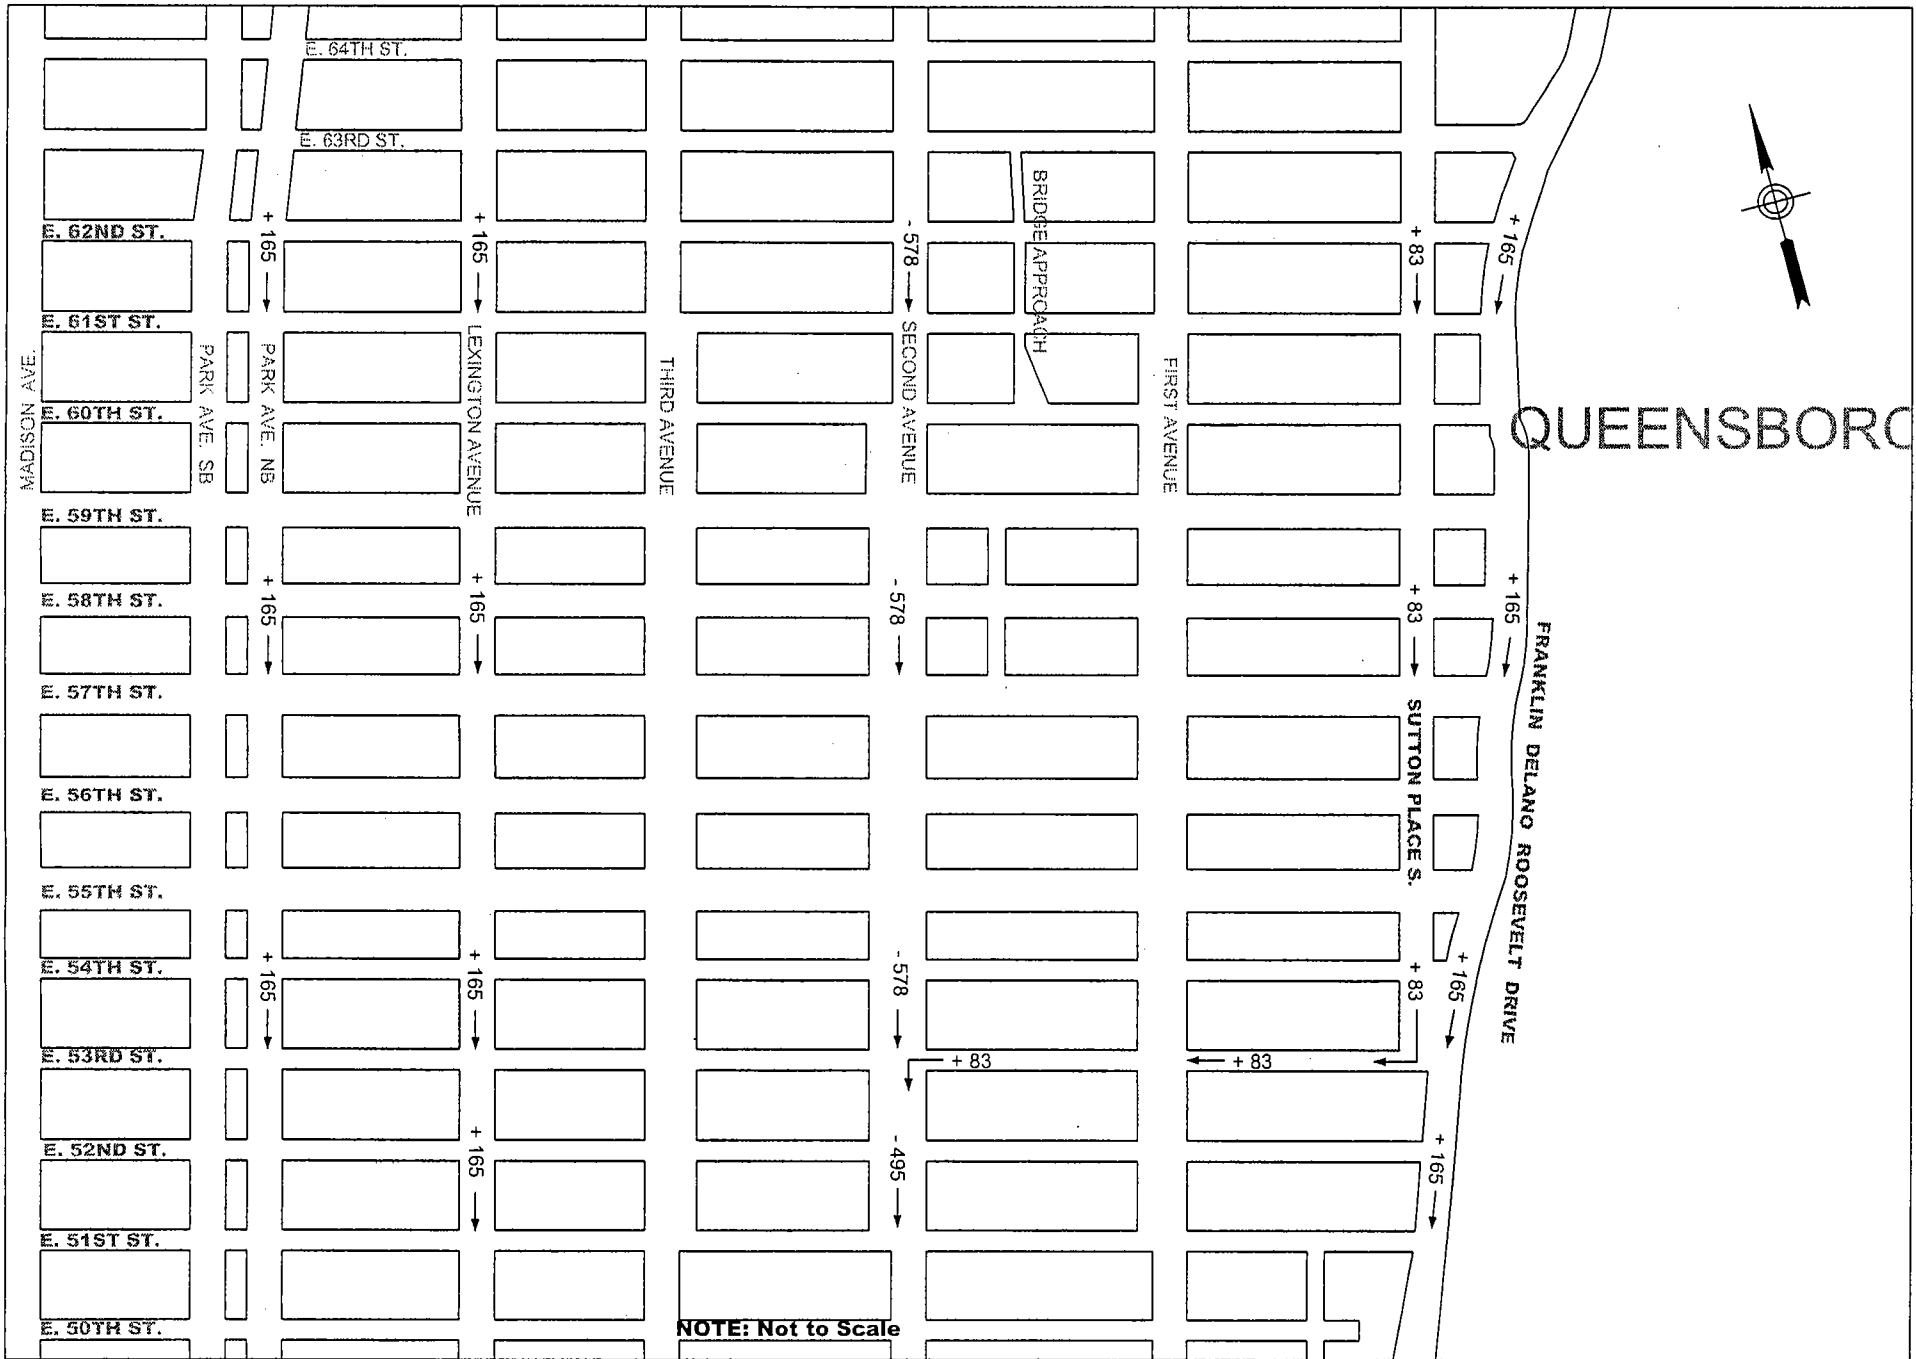 E. 64TH ST.
E. 63RD ST.
BRIDGE APPROACH
E. 62ND ST.
+ 165
+ 165
- 578
+ 83
+ 165
E. 61ST ST.
MADISON AVE.
PARK AVE. SB
PARK AVE. NB
LEXINGTON AVENUE
THIRD AVENUE
SECOND AVENUE
FIRST AVENUE
E. 60TH ST.
QUEENSBORO
E. 59TH ST.
E. 58TH ST.
+ 165
+ 165
- 578
+ 83
+ 165
FRANKLIN DELANO ROOSEVELT DRIVE
E. 57TH ST.
SUTTON PLACE S.
E. 56TH ST.
E. 55TH ST.
E. 54TH ST.
+ 165
+ 165
- 578
+ 83
+ 165
E. 53RD ST.
+ 83
+ 83
E. 52ND ST.
+ 165
-495
+ 165
E. 51ST ST.
E. 50TH ST.
NOTE: Not to Scale